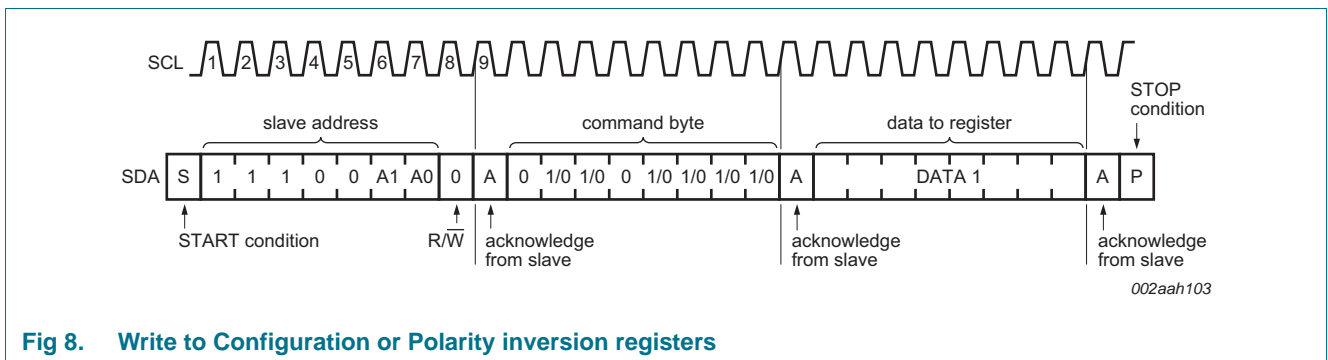 SCL 1 2 3 4 5 6 7 8 9
STOP
condition
slave address command byte data to register
SDA S 1 1 1 0 0 A1 A0 0 A 0 1/0 1/0 0 1/0 1/0 1/0 1/0 A DATA 1 A P
START condition R/W̅ acknowledge
from slave acknowledge
from slave acknowledge
from slave
002aah103
Fig 8. Write to Configuration or Polarity inversion registers